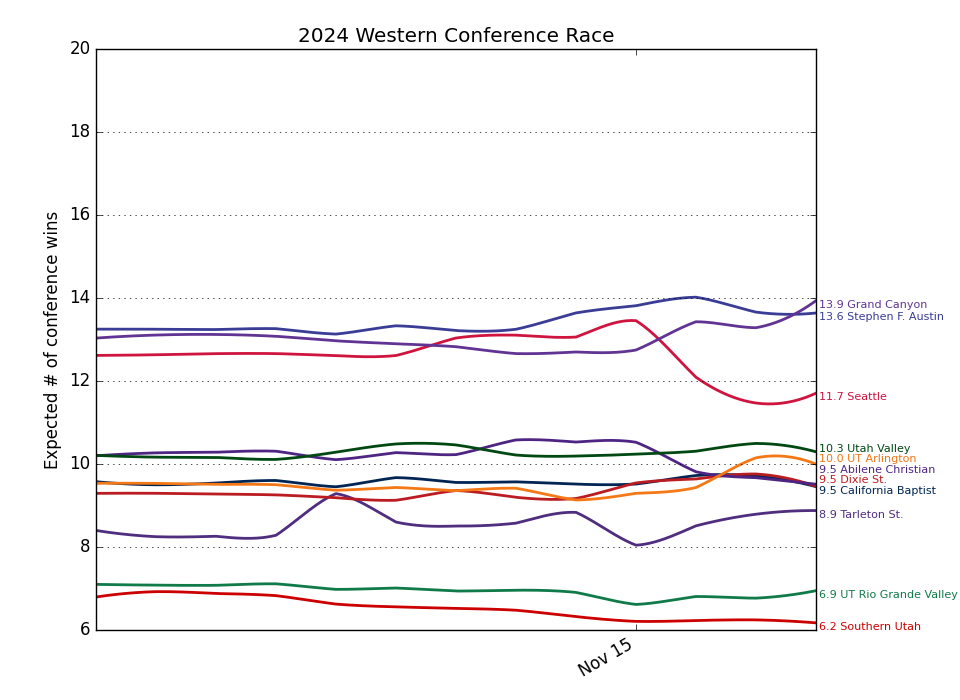 2024 Western Conference Race
Expected # of conference wins
20
18
16
14
12
10
8
6
Nov 15
13.9 Grand Canyon
13.6 Stephen F. Austin
11.7 Seattle
10.3 Utah Valley
10.0 UT Arlington
9.5 Abilene Christian
9.5 Dixie St.
9.5 California Baptist
8.9 Tarleton St.
6.9 UT Rio Grande Valley
6.2 Southern Utah